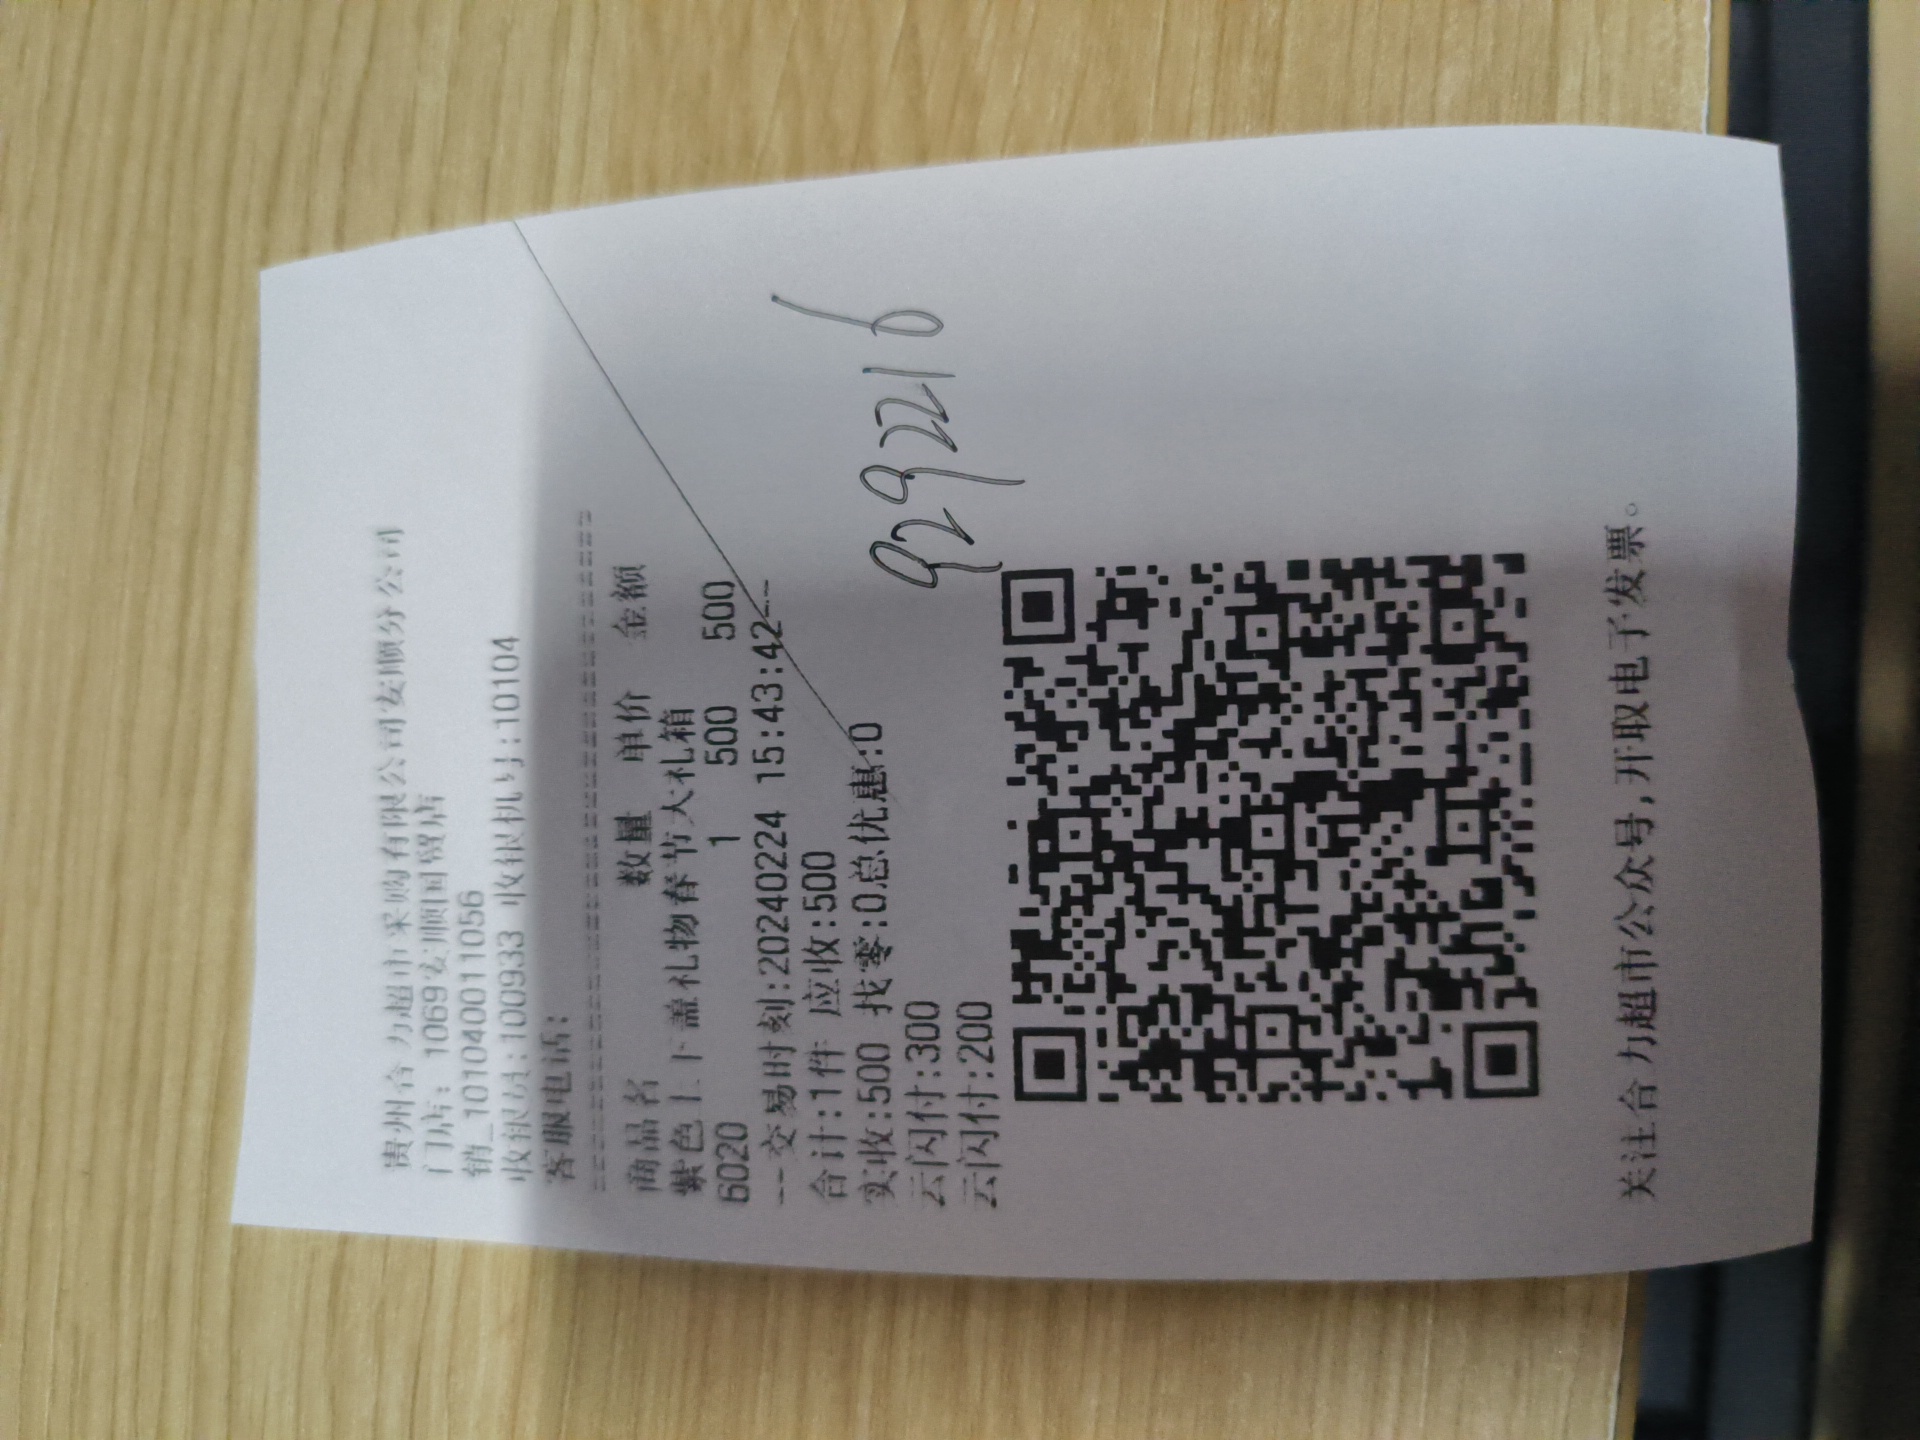 贵州合力超市采购有限公司安顺分公司
门店: 1069安顺国贸店
销_101040011056
收银员:100933 收银机号:10104
客服电话:
商品名 数量 单价 金额
紫色上下盖礼物春节大礼箱
6020 1 500 500
--交易时刻:20240224 15:43:42--
合计:1件 应收:500
实收:500 找零:0总优惠:0
云闪付:300
云闪付:200
关注合力超市公众号,开取电子发票。